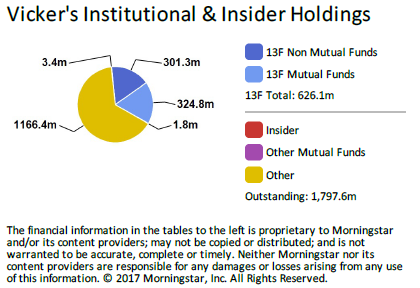 Vicker's Institutional & Insider Holdings
3.4m
301.3m
324.8m
1166.4m
1.8m
13F Non Mutual Funds
13F Mutual Funds
13F Total: 626.1m
Insider
Other Mutual Funds
Other
Outstanding: 1,797.6m
The financial information in the tables to the left is proprietary to Morningstar
and/or its content providers; may not be copied or distributed; and is not
warranted to be accurate, complete or timely. Neither Morningstar nor its
content providers are responsible for any damages or losses arising from any use
of this information. © 2017 Morningstar, Inc. All Rights Reserved.